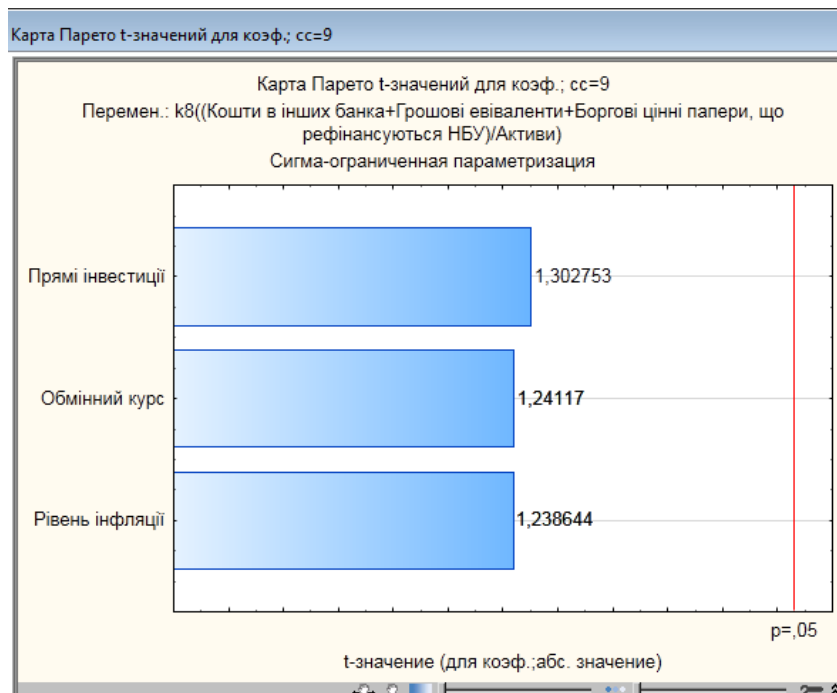 Карта Парето t-значений для коэф.; сс=9
Карта Парето t-значений для коэф.; сс=9
Перемен.: k8((Кошти в інших банка+Грошові евіваленти+Боргові цінні папери, що
рефінансуються НБУ)/Активи)
Сигма-ограниченная параметризация
Прямі інвестиції
1,302753
Обмінний курс
1,24117
Рівень інфляції
1,238644
p=,05
t-значение (для коэф.;абс. значение)